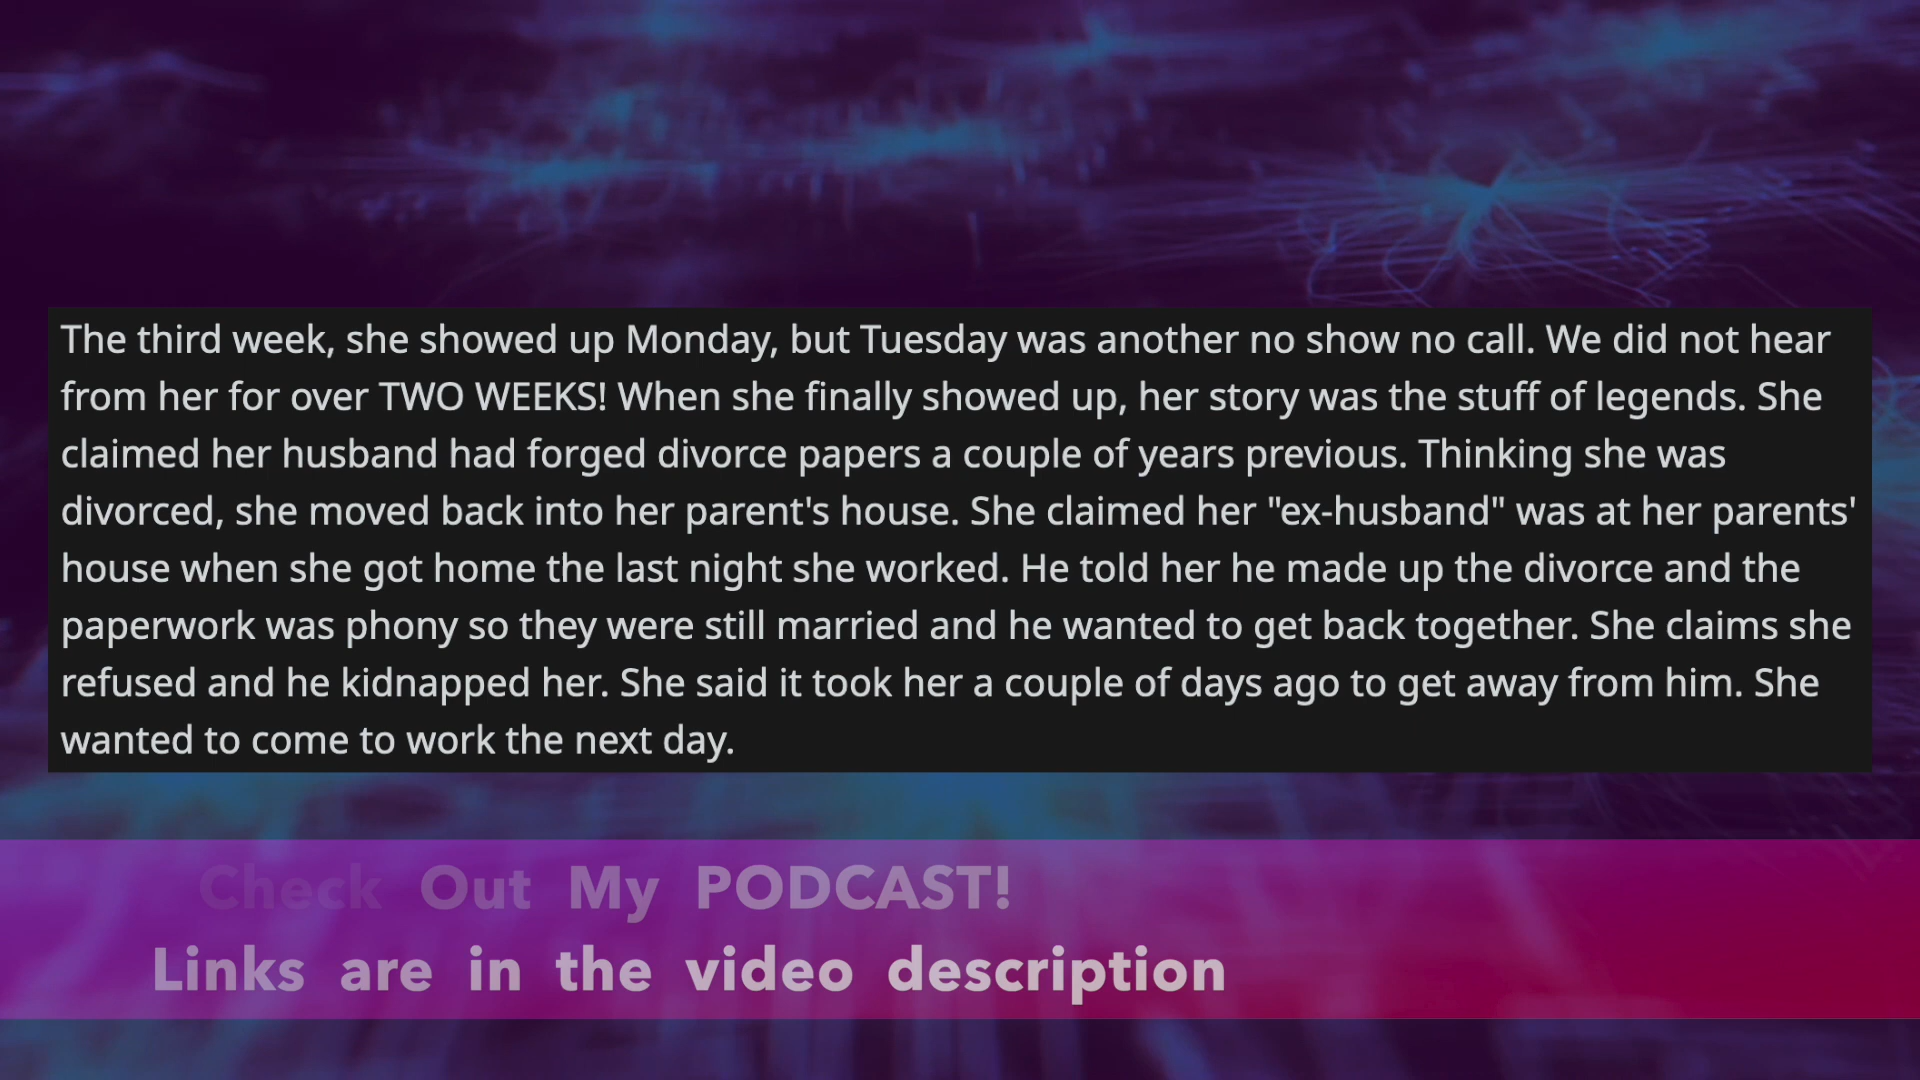 The third week, she showed up Monday, but Tuesday was another no show no call. We did not hear
from her for over TWO WEEKS! When she finally showed up, her story was the stuff of legends. She
claimed her husband had forged divorce papers a couple of years previous. Thinking she was
divorced, she moved back into her parent's house. She claimed her "ex-husband" was at her parents'
house when she got home the last night she worked. He told her he made up the divorce and the
paperwork was phony so they were still married and he wanted to get back together. She claims she
refused and he kidnapped her. She said it took her a couple of days ago to get away from him. She
wanted to come to work the next day.
Check Out My PODCAST!
Links are in the video description